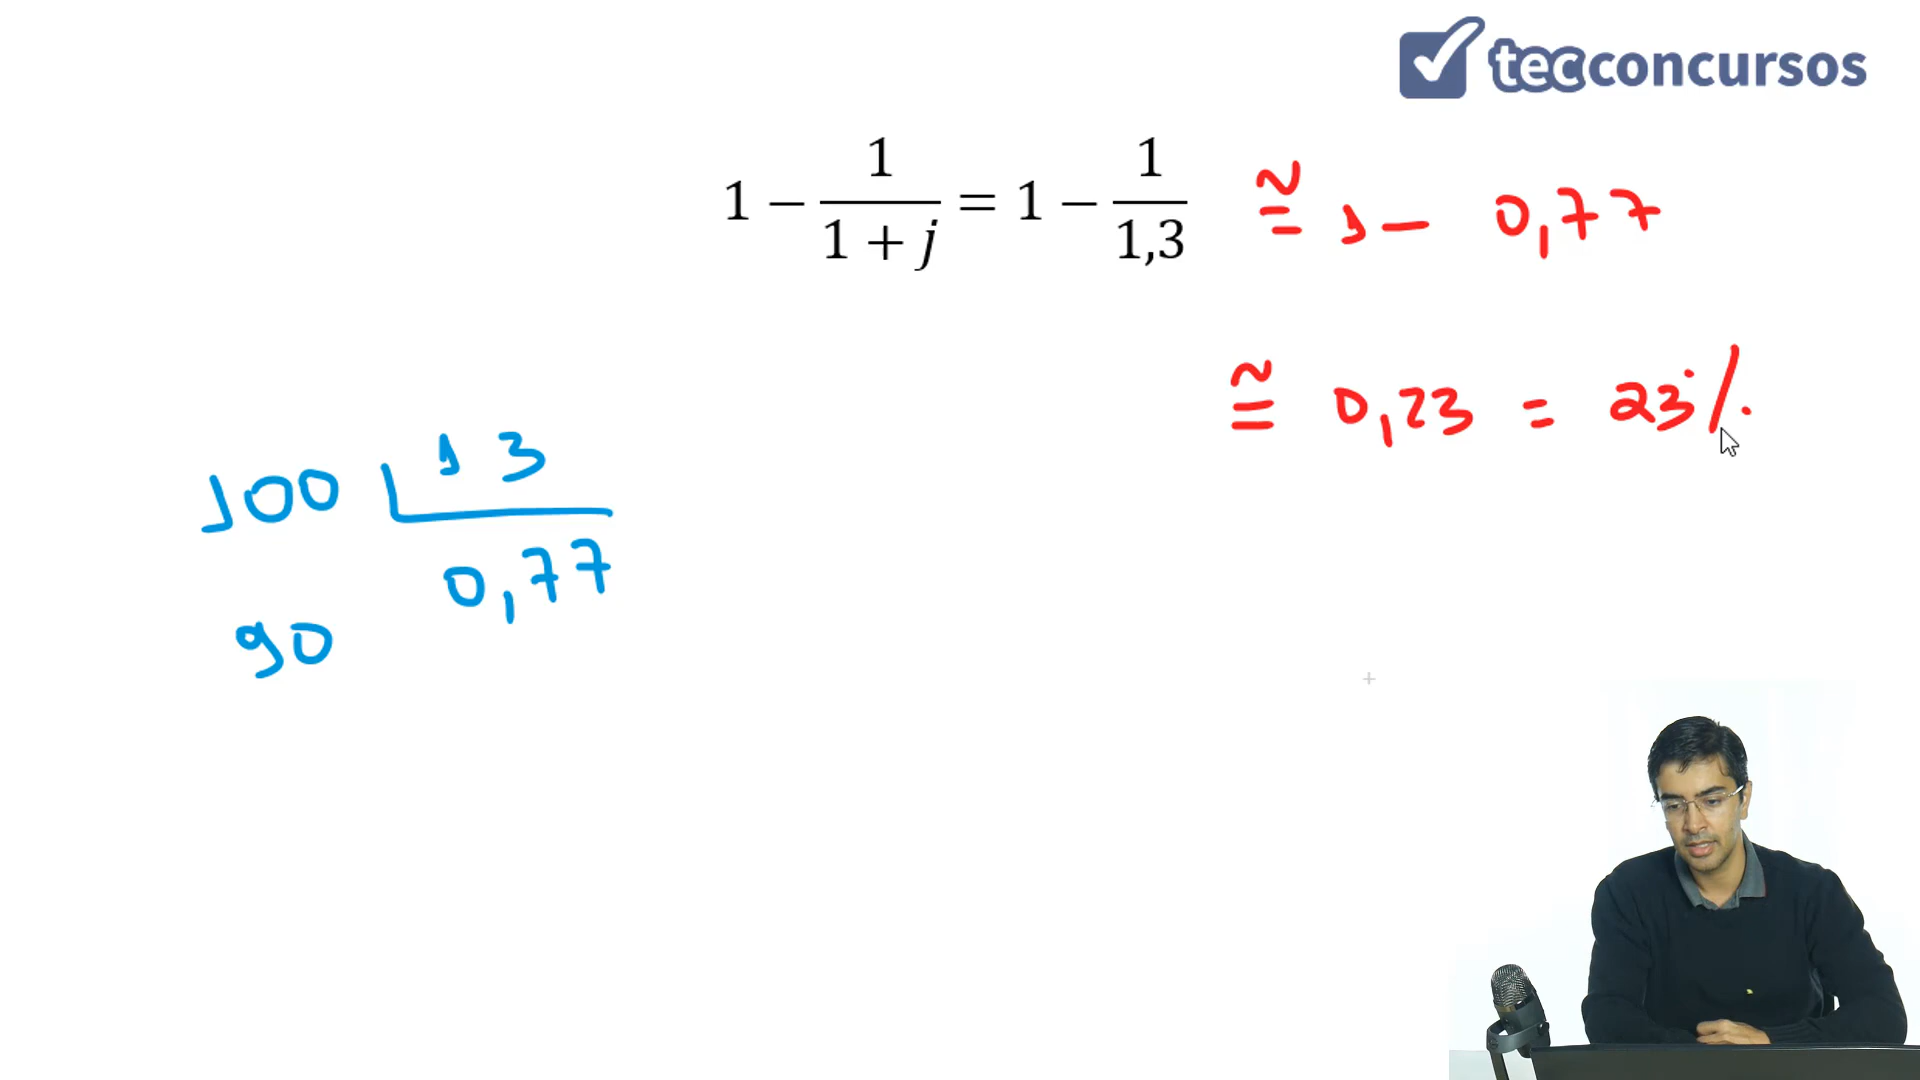 tecconcursos
1 − 1/(1 + j) = 1 − 1/1,3 ≅ 1 − 0,77
≅ 0,23 = 23%
100 | 13
0,77
90